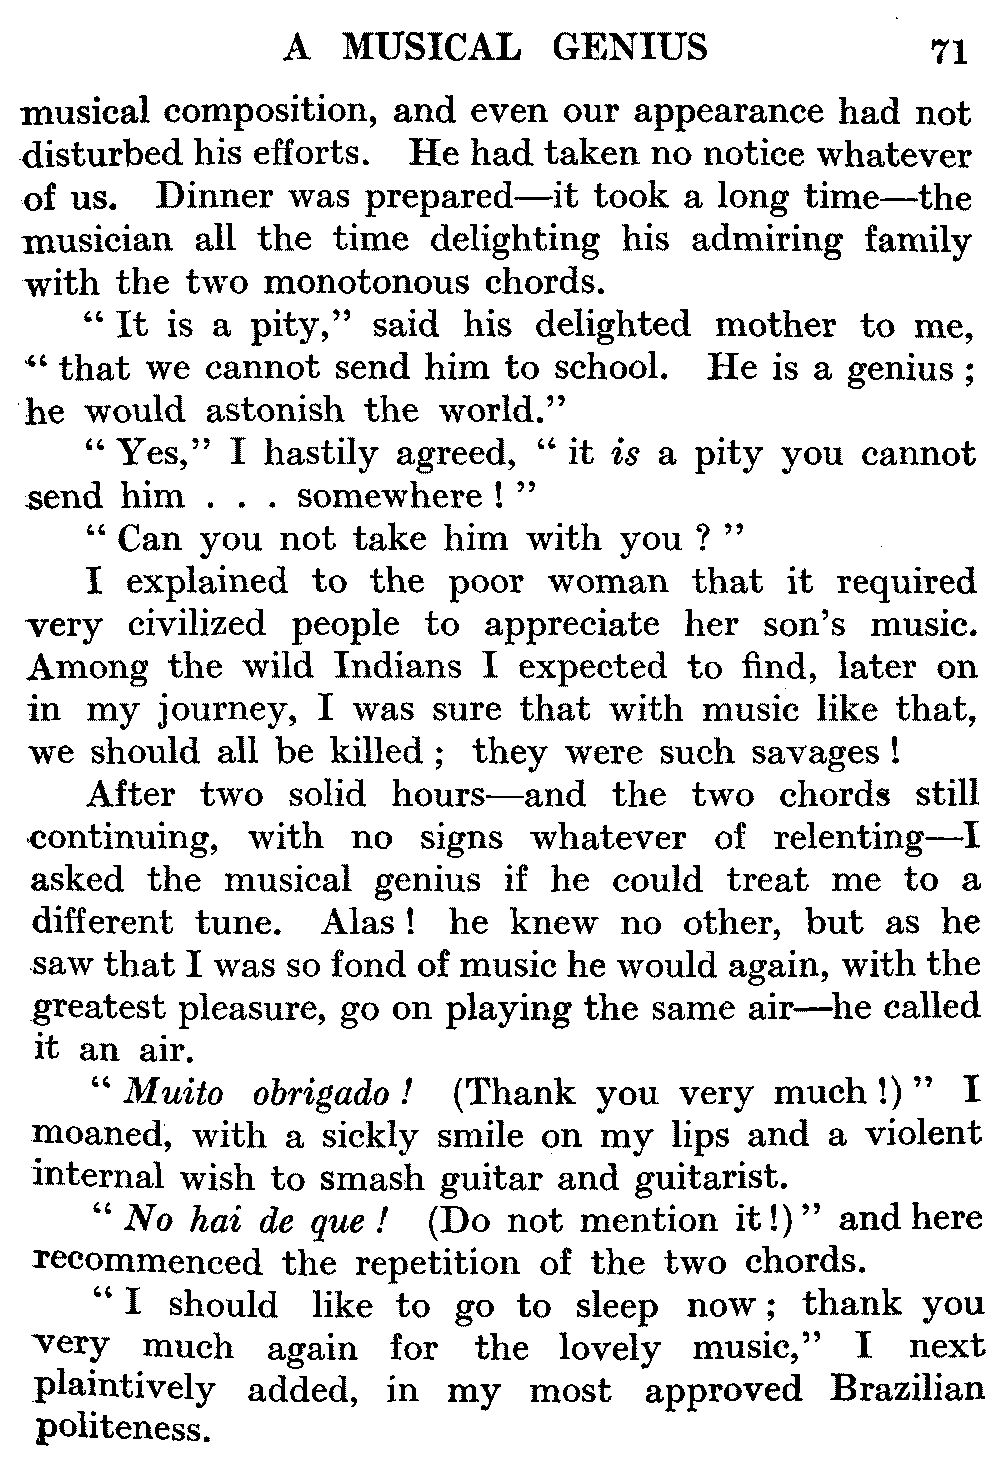 A MUSICAL GENIUS 71
musical composition, and even our appearance had not
disturbed his efforts. He had taken no notice whatever
of us. Dinner was prepared—it took a long time—the
musician all the time delighting his admiring family
with the two monotonous chords.
“ It is a pity,” said his delighted mother to me,
“ that we cannot send him to school. He is a genius ;
he would astonish the world.”
“ Yes,” I hastily agreed, “ it is a pity you cannot
send him . . . somewhere ! ”
“ Can you not take him with you ? ”
I explained to the poor woman that it required
very civilized people to appreciate her son’s music.
Among the wild Indians I expected to find, later on
in my journey, I was sure that with music like that,
we should all be killed ; they were such savages !
After two solid hours—and the two chords still
continuing, with no signs whatever of relenting—I
asked the musical genius if he could treat me to a
different tune. Alas ! he knew no other, but as he
saw that I was so fond of music he would again, with the
greatest pleasure, go on playing the same air—he called
it an air.
“ Muito obrigado ! (Thank you very much !) ” I
moaned, with a sickly smile on my lips and a violent
internal wish to smash guitar and guitarist.
“ No hai de que ! (Do not mention it !) ” and here
recommenced the repetition of the two chords.
“ I should like to go to sleep now ; thank you
very much again for the lovely music,” I next
plaintively added, in my most approved Brazilian
politeness.